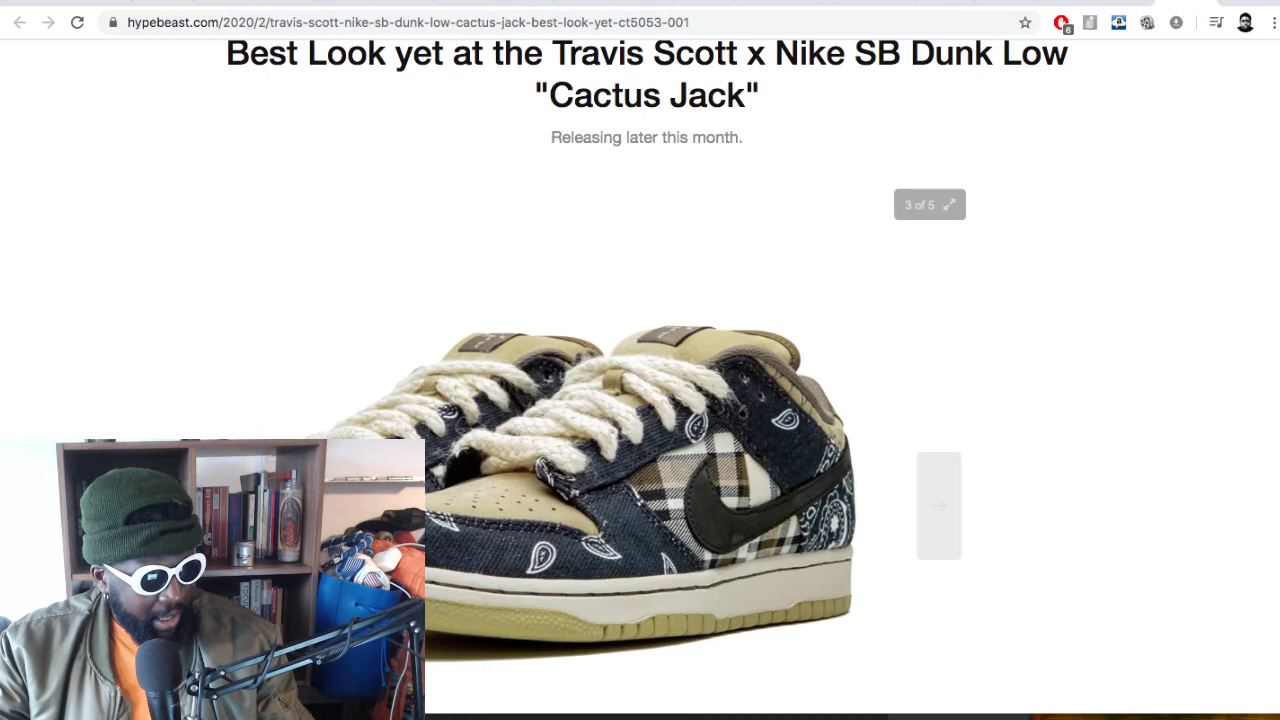 hypebeast.com/2020/2/travis-scott-nike-sb-dunk-low-cactus-jack-best-look-yet-ct5053-001
6
Best Look yet at the Travis Scott x Nike SB Dunk Low
"Cactus Jack"
Releasing later this month.
3 of 5